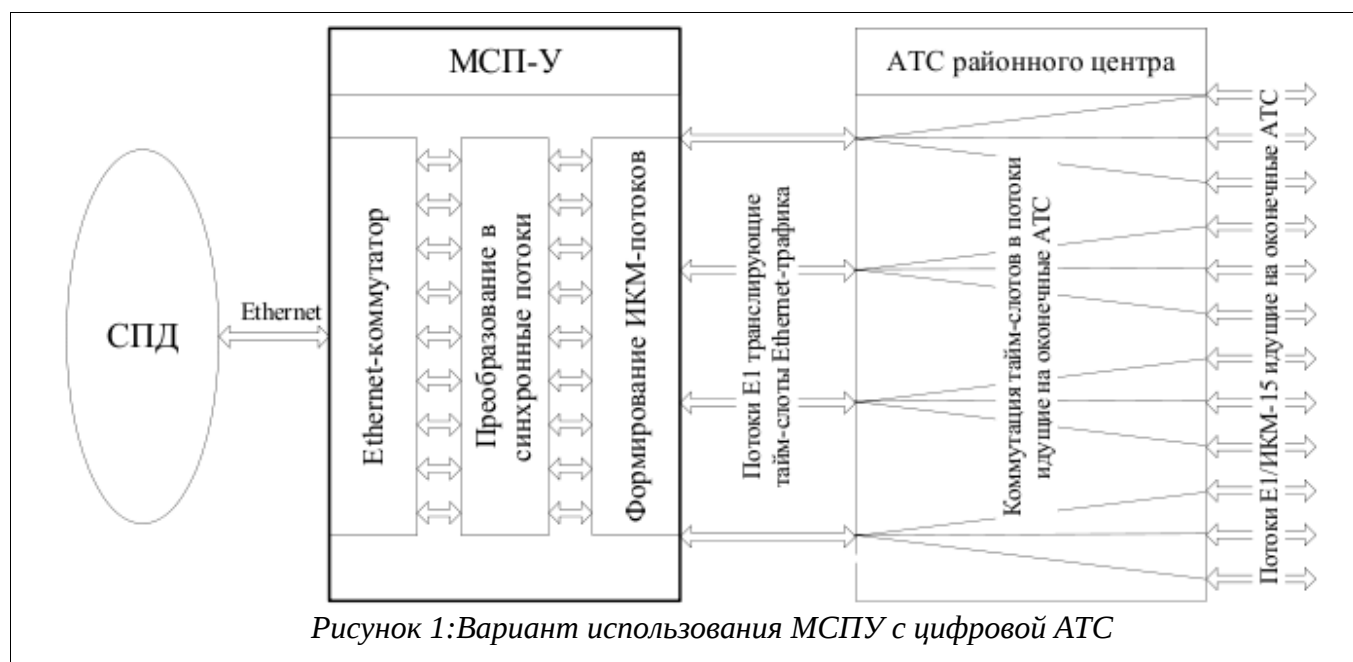 МСП-У
АТС районного центра
СПД
Ethernet
Ethernet-коммутатор
Преобразование в
синхронные потоки
Формирование ИКМ-потоков
Потоки Е1 транслирующие
тайм-слоты Ethernet-трафика
Коммутация тайм-слотов в потоки
идущие на оконечные АТС
Потоки Е1/ИКМ-15 идущие на оконечные АТС
Рисунок 1:Вариант использования МСПУ с цифровой АТС